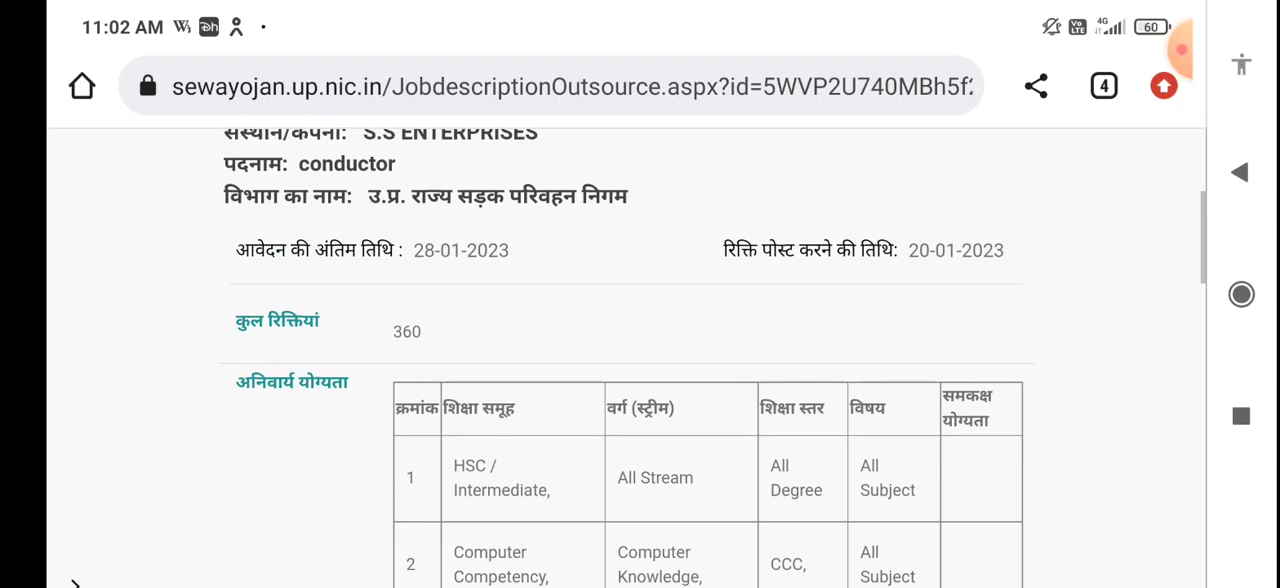 11:02 AM
4G
60
sewayojan.up.nic.in/JobdescriptionOutsource.aspx?id=5WVP2U740MBh5f
4
संस्थान/कंपनी: S.S ENTERPRISES
पदनाम: conductor
विभाग का नाम: उ.प्र. राज्य सड़क परिवहन निगम
आवेदन की अंतिम तिथि : 28-01-2023 रिक्ति पोस्ट करने की तिथि: 20-01-2023
कुल रिक्तियां
360
अनिवार्य योग्यता
क्रमांक शिक्षा समूह वर्ग (स्ट्रीम) शिक्षा स्तर विषय समकक्ष योग्यता
1 HSC / Intermediate, All Stream All Degree All Subject
2 Computer Competency, Computer Knowledge, CCC, All Subject